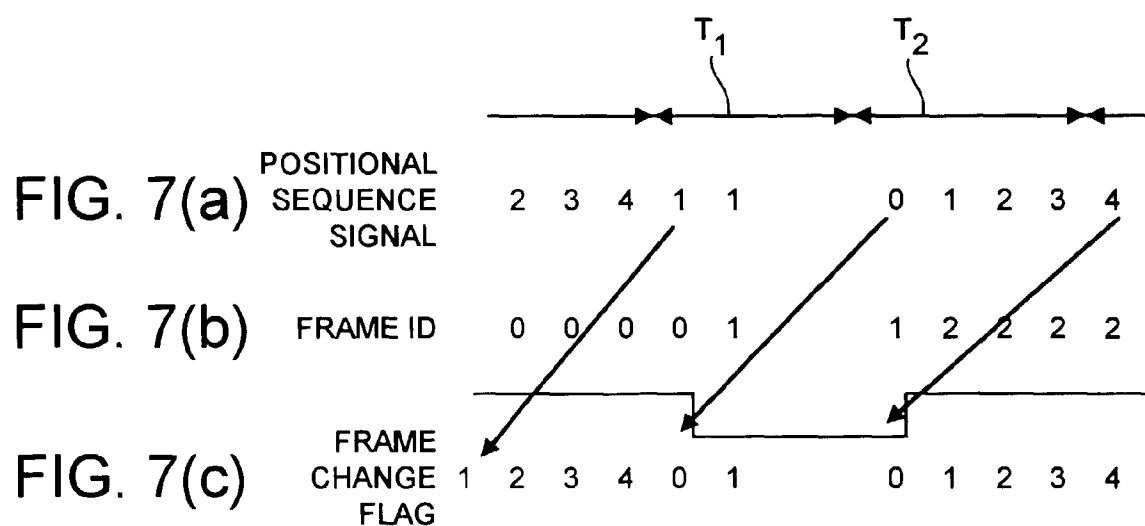 T1 T2
POSITIONAL
FIG. 7(a) SEQUENCE 2 3 4 1 1 0 1 2 3 4
SIGNAL
FIG. 7(b) FRAME ID 0 0 0 0 1 1 2 2 2 2
FRAME
FIG. 7(c) CHANGE 1 2 3 4 0 1 0 1 2 3 4
FLAG